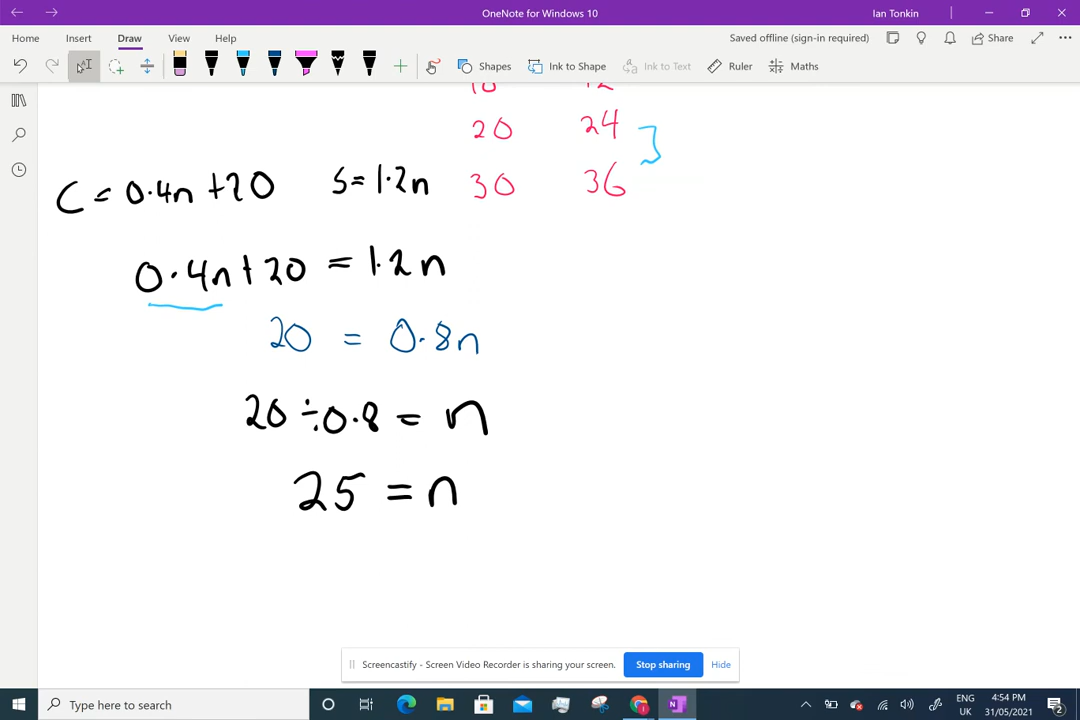 OneNote for Windows 10
Ian Tonkin
Home Insert Draw View Help
Saved offline (sign-in required)
Share
Shapes
Ink to Shape
Ink to Text
Ruler
Maths
20 24
C = 0.4n + 20 S = 1.2n 30 36
0.4n + 20 = 1.2n
20 = 0.8n
20 ÷ 0.8 = n
25 = n
Screencastify - Screen Video Recorder is sharing your screen.
Stop sharing
Hide
Type here to search
ENG
UK
4:54 PM
31/05/2021
2